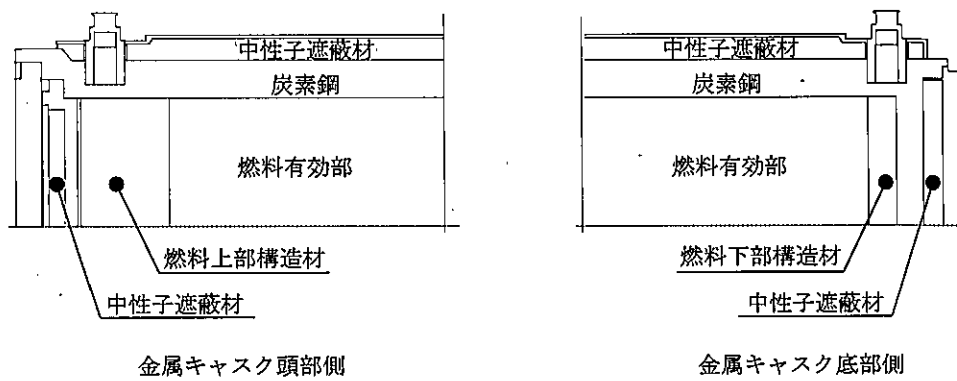 中性子遮蔽材
炭素鋼
燃料有効部
燃料上部構造材
中性子遮蔽材
金属キャスク頭部側
中性子遮蔽材
炭素鋼
燃料有効部
燃料下部構造材
中性子遮蔽材
金属キャスク底部側